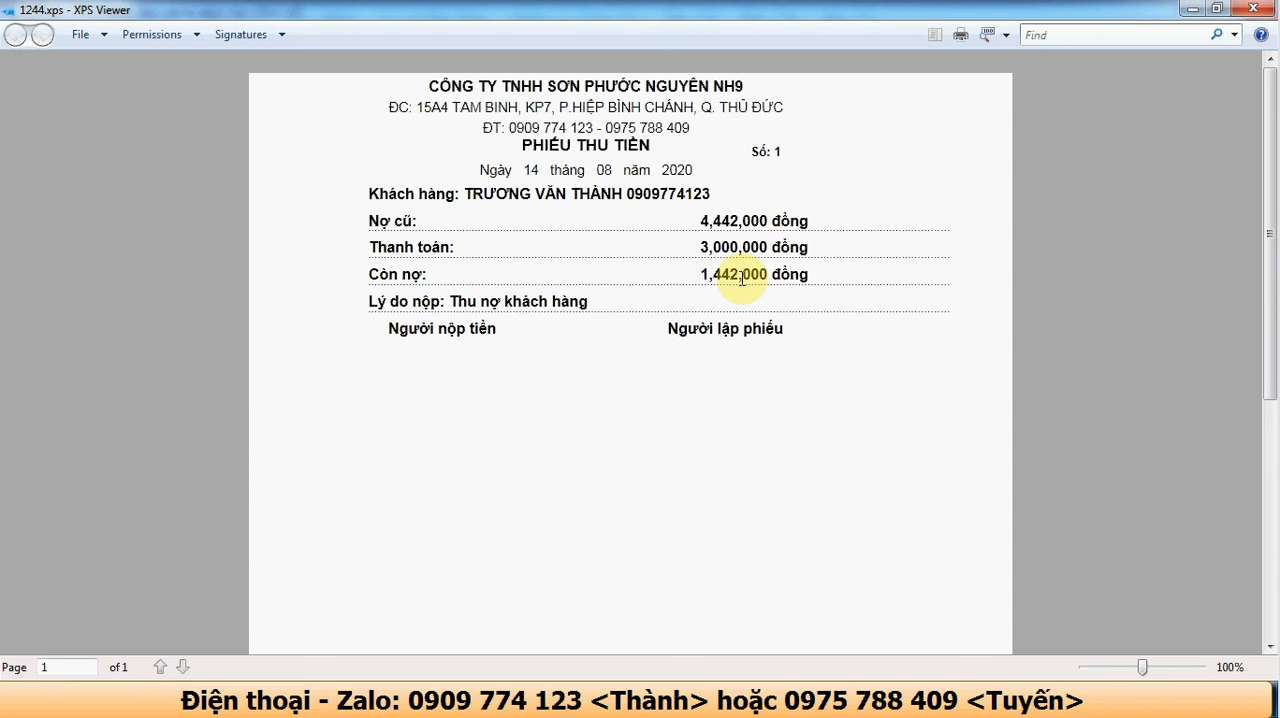 1244.xps - XPS Viewer
File Permissions Signatures Find
CÔNG TY TNHH SƠN PHƯỚC NGUYÊN NH9
ĐC: 15A4 TAM BINH, KP7, P.HIỆP BÌNH CHÁNH, Q. THỦ ĐỨC
ĐT: 0909 774 123 - 0975 788 409
PHIẾU THU TIỀN
Số: 1
Ngày 14 tháng 08 năm 2020
Khách hàng: TRƯƠNG VĂN THÀNH 0909774123
Nợ cũ: 4,442,000 đồng
Thanh toán: 3,000,000 đồng
Còn nợ: 1,442,000 đồng
Lý do nộp: Thu nợ khách hàng
Người nộp tiền Người lập phiếu
Page 1 of 1 100%
Điện thoại - Zalo: 0909 774 123 <Thành> hoặc 0975 788 409 <Tuyến>